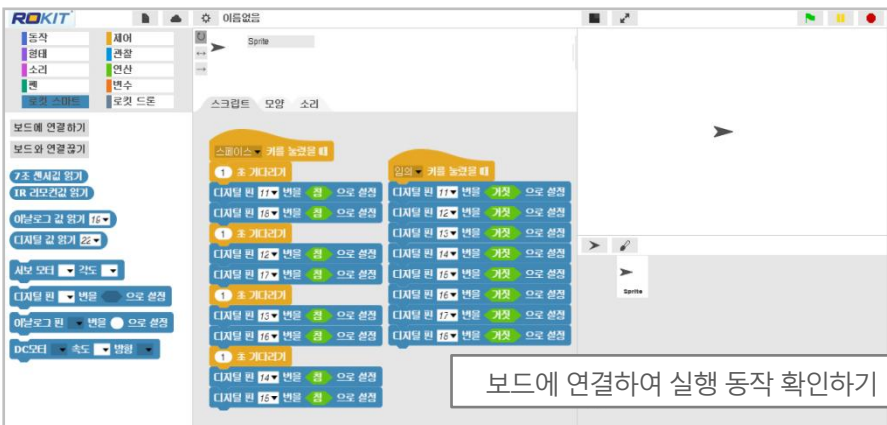 ROKIT 이름없음
동작 제어
형태 관찰
소리 연산
펜 변수
로킷 스마트 로킷 드론
Sprite
스크립트 모양 소리
보드에 연결하기
보드와 연결끊기
7조 센서값 읽기
IR 리모컨값 읽기
아날로그 값 읽기 16
디지털 값 읽기 22
서보 모터 각도
디지털 핀 번을 으로 설정
아날로그 핀 번을 으로 설정
DC모터 속도 방향
스페이스 키를 눌렀을 때
1 초 기다리기
디지털 핀 11 번을 참 으로 설정
디지털 핀 18 번을 참 으로 설정
1 초 기다리기
디지털 핀 12 번을 참 으로 설정
디지털 핀 17 번을 참 으로 설정
1 초 기다리기
디지털 핀 13 번을 참 으로 설정
디지털 핀 16 번을 참 으로 설정
1 초 기다리기
디지털 핀 14 번을 참 으로 설정
디지털 핀 15 번을 참 으로 설정
임의 키를 눌렀을 때
디지털 핀 11 번을 거짓 으로 설정
디지털 핀 12 번을 거짓 으로 설정
디지털 핀 13 번을 거짓 으로 설정
디지털 핀 14 번을 거짓 으로 설정
디지털 핀 15 번을 거짓 으로 설정
디지털 핀 16 번을 거짓 으로 설정
디지털 핀 17 번을 거짓 으로 설정
디지털 핀 18 번을 거짓 으로 설정
Sprite
보드에 연결하여 실행 동작 확인하기